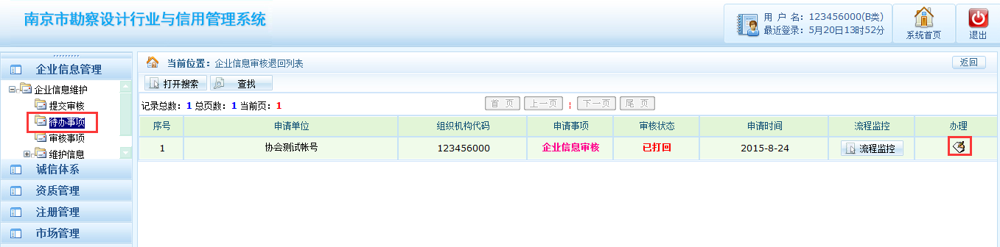 南京市勘察设计行业与信用管理系统
用 户 名: 123456000(B类)
最近登录: 5月20日13时52分
系统首页
退出
企业信息管理
企业信息维护
提交审核
待办事项
审核事项
维护信息
诚信体系
资质管理
注册管理
市场管理
当前位置: 企业信息审核退回列表
返回
打开搜索 查找
记录总数: 1 总页数: 1 当前页: 1
首 页 上一页 ¦ 下一页 尾 页
序号 申请单位 组织机构代码 申请事项 审核状态 申请时间 流程监控 办理
1 协会测试帐号 123456000 企业信息审核 已打回 2015-8-24 流程监控